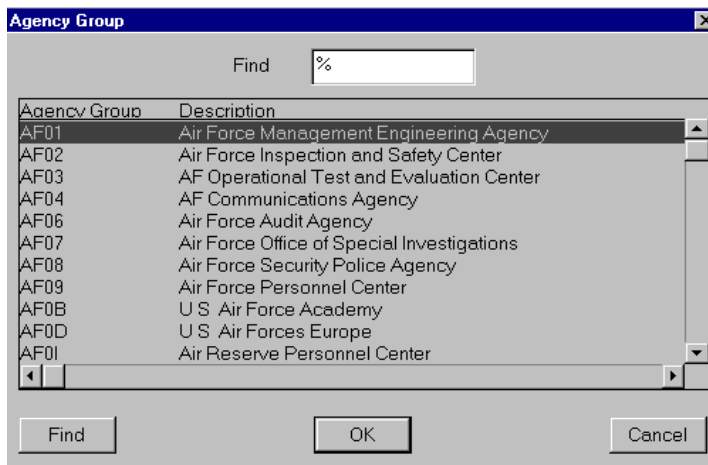 Agency Group
Find %
Agency Group Description
AF01 Air Force Management Engineering Agency
AF02 Air Force Inspection and Safety Center
AF03 AF Operational Test and Evaluation Center
AF04 AF Communications Agency
AF06 Air Force Audit Agency
AF07 Air Force Office of Special Investigations
AF08 Air Force Security Police Agency
AF09 Air Force Personnel Center
AF0B U S Air Force Academy
AF0D U S Air Forces Europe
AF0I Air Reserve Personnel Center
Find OK Cancel